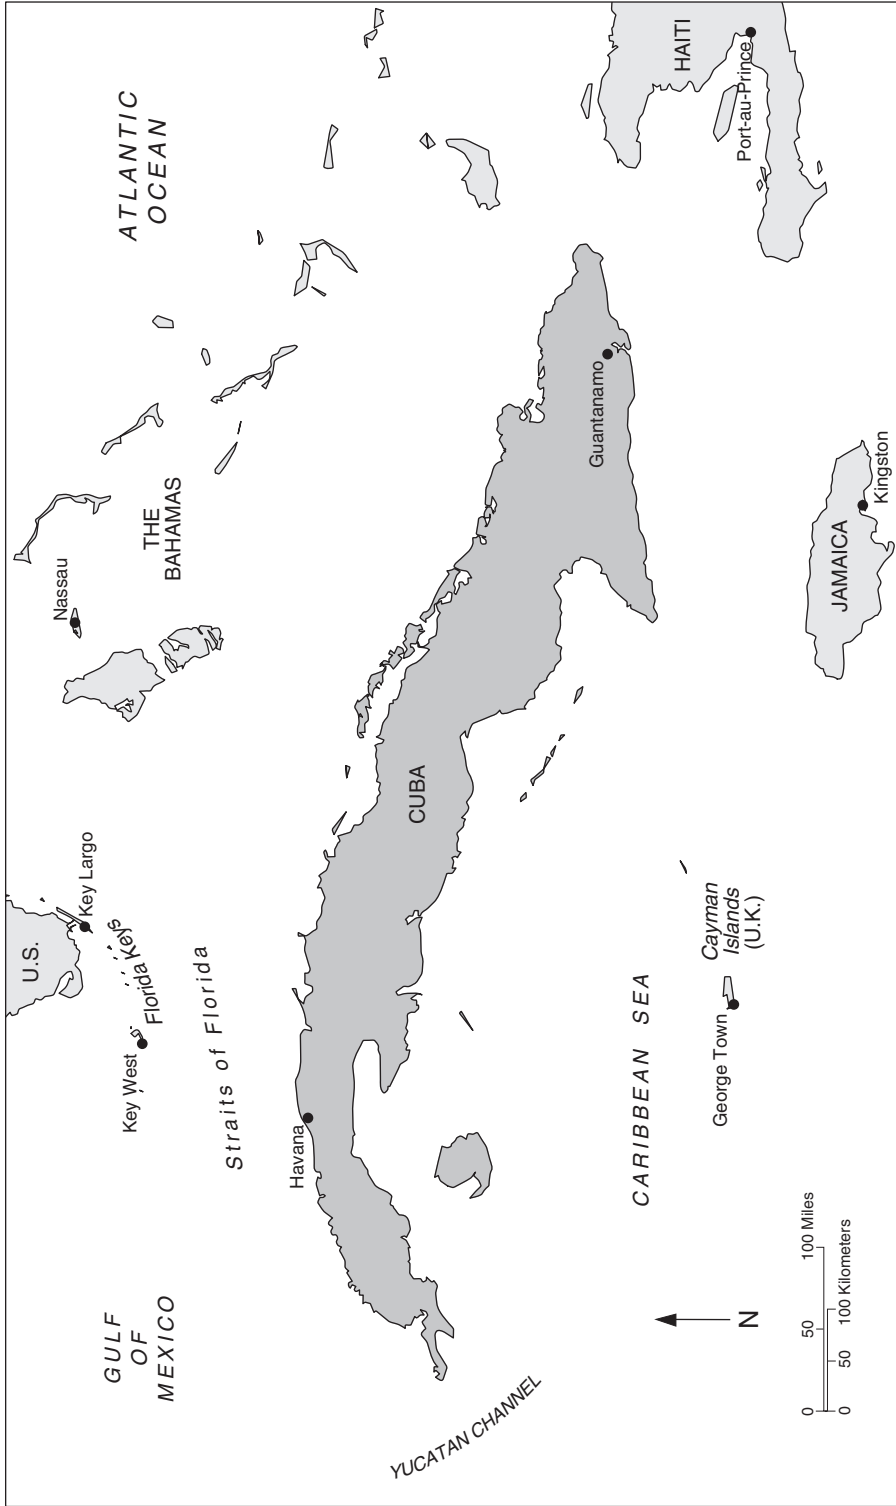 GULF
OF
MEXICO
U.S.
Key Largo
Florida Keys
Key West
Straits of Florida
Nassau
THE
BAHAMAS
ATLANTIC
OCEAN
Havana
CUBA
Guantanamo
YUCATAN CHANNEL
CARIBBEAN SEA
Cayman
Islands
(U.K.)
George Town
JAMAICA
Kingston
HAITI
Port-au-Prince
N
0 50 100 Miles
0 50 100 Kilometers